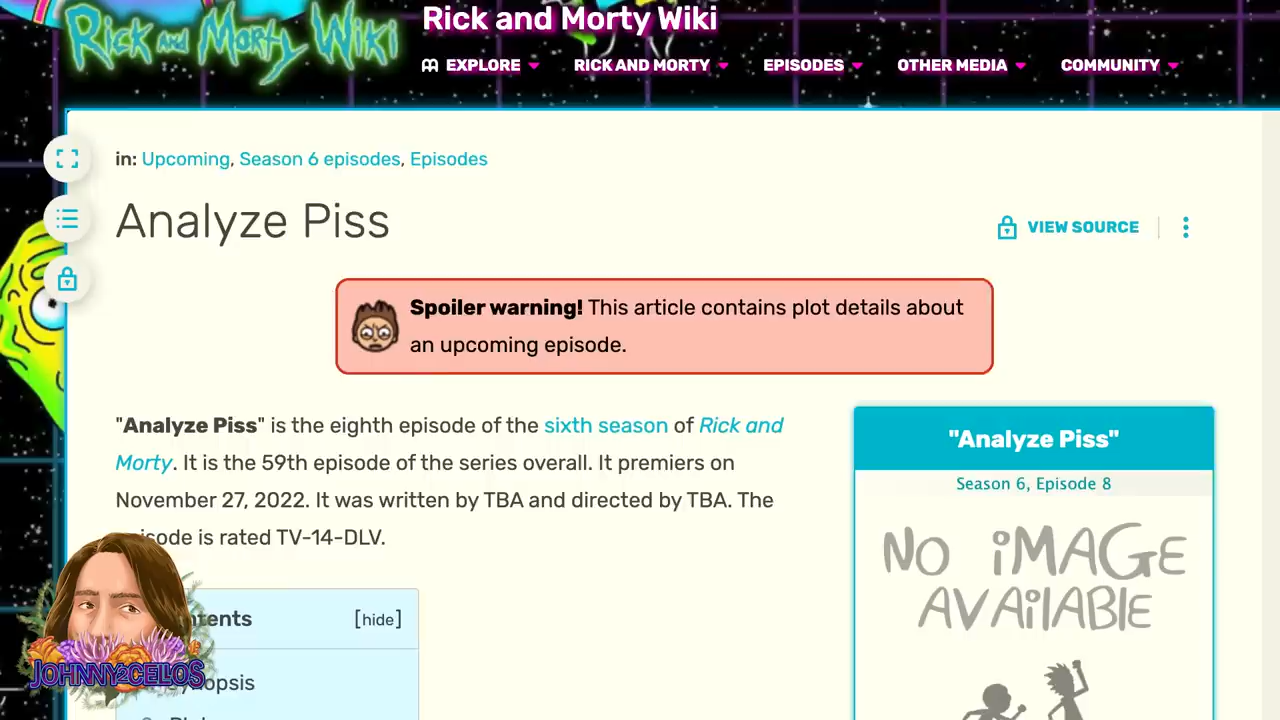 Rick and Morty Wiki
Rick and Morty Wiki
EXPLORE RICK AND MORTY EPISODES OTHER MEDIA COMMUNITY
in: Upcoming, Season 6 episodes, Episodes
Analyze Piss
VIEW SOURCE
Spoiler warning! This article contains plot details about
an upcoming episode.
"Analyze Piss" is the eighth episode of the sixth season of Rick and
Morty. It is the 59th episode of the series overall. It premiers on
November 27, 2022. It was written by TBA and directed by TBA. The
isode is rated TV-14-DLV.
"Analyze Piss"
Season 6, Episode 8
NO iMAGE
AVAiLABLE
ntents [hide]
ynopsis
JOHNNY2CELLOS